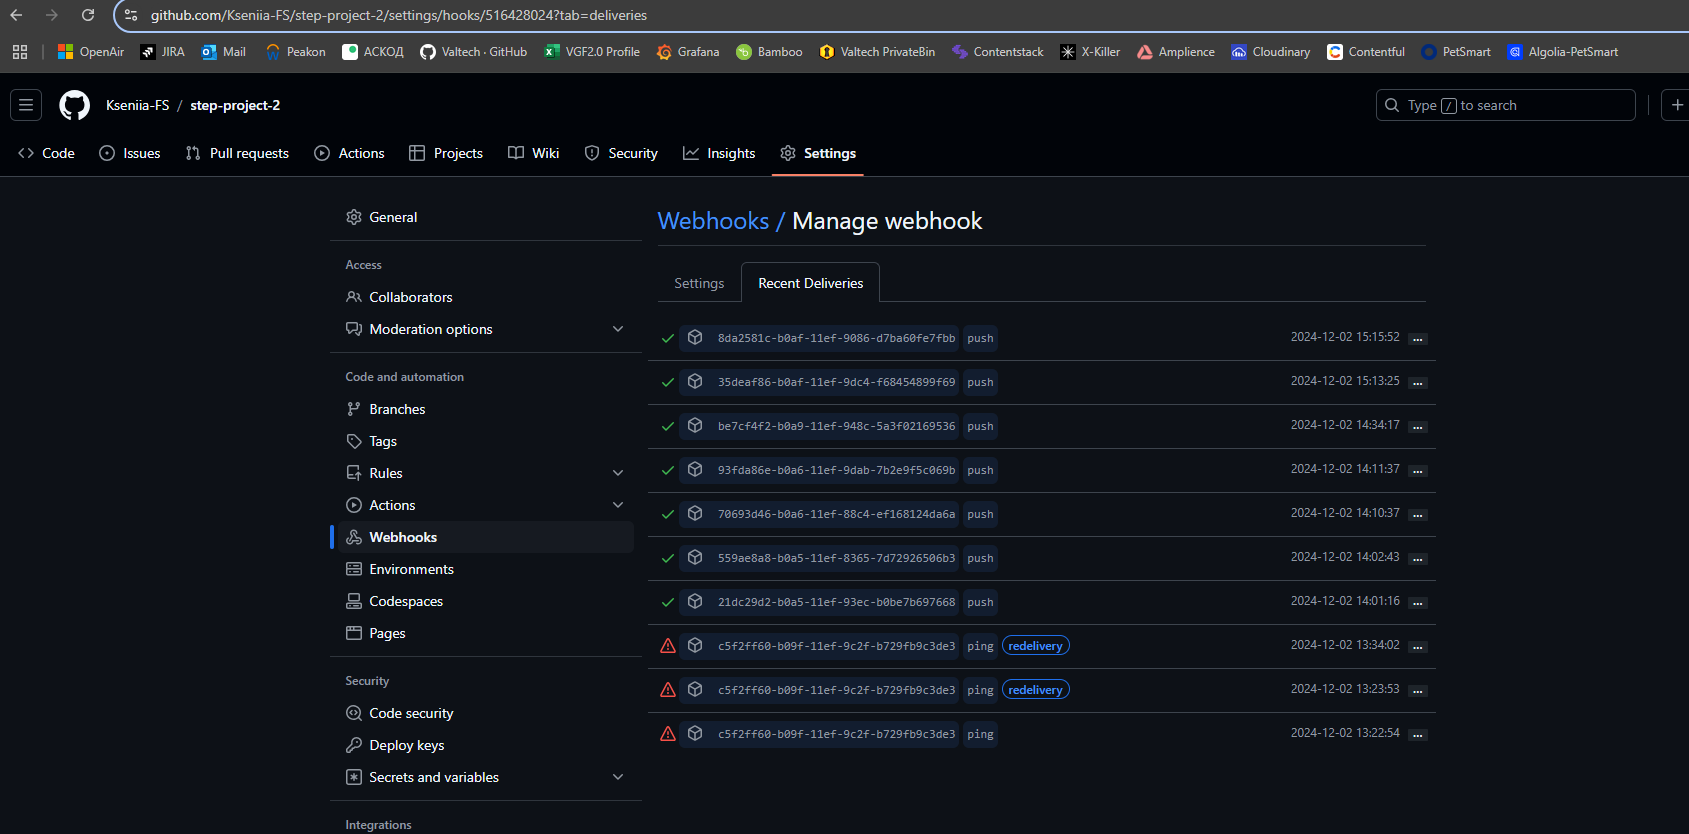 github.com/Kseniia-FS/step-project-2/settings/hooks/516428024?tab=deliveries
OpenAir JIRA Mail Peakon АСКОД Valtech · GitHub VGF2.0 Profile Grafana Bamboo Valtech PrivateBin Contentstack X-Killer Amplience Cloudinary Contentful PetSmart Algolia-PetSmart
Kseniia-FS / step-project-2
Type / to search
Code Issues Pull requests Actions Projects Wiki Security Insights Settings
General
Access
Collaborators
Moderation options
Code and automation
Branches
Tags
Rules
Actions
Webhooks
Environments
Codespaces
Pages
Security
Code security
Deploy keys
Secrets and variables
Integrations
Webhooks / Manage webhook
Settings Recent Deliveries
8da2581c-b0af-11ef-9086-d7ba60fe7fbb push 2024-12-02 15:15:52 ...
35deaf86-b0af-11ef-9dc4-f68454899f69 push 2024-12-02 15:13:25 ...
be7cf4f2-b0a9-11ef-948c-5a3f02169536 push 2024-12-02 14:34:17 ...
93fda86e-b0a6-11ef-9dab-7b2e9f5c069b push 2024-12-02 14:11:37 ...
70693d46-b0a6-11ef-88c4-ef168124da6a push 2024-12-02 14:10:37 ...
559ae8a8-b0a5-11ef-8365-7d72926506b3 push 2024-12-02 14:02:43 ...
21dc29d2-b0a5-11ef-93ec-b0be7b697668 push 2024-12-02 14:01:16 ...
c5f2ff60-b09f-11ef-9c2f-b729fb9c3de3 ping redelivery 2024-12-02 13:34:02 ...
c5f2ff60-b09f-11ef-9c2f-b729fb9c3de3 ping redelivery 2024-12-02 13:23:53 ...
c5f2ff60-b09f-11ef-9c2f-b729fb9c3de3 ping 2024-12-02 13:22:54 ...